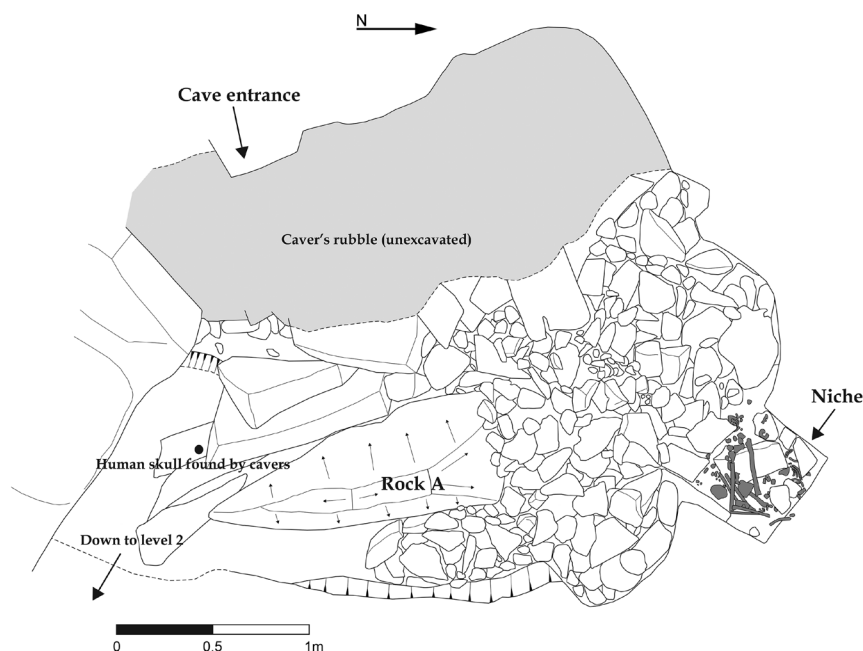 N
Cave entrance
Caver's rubble (unexcavated)
Niche
Human skull found by cavers
Rock A
Down to level 2
0
0.5
1m